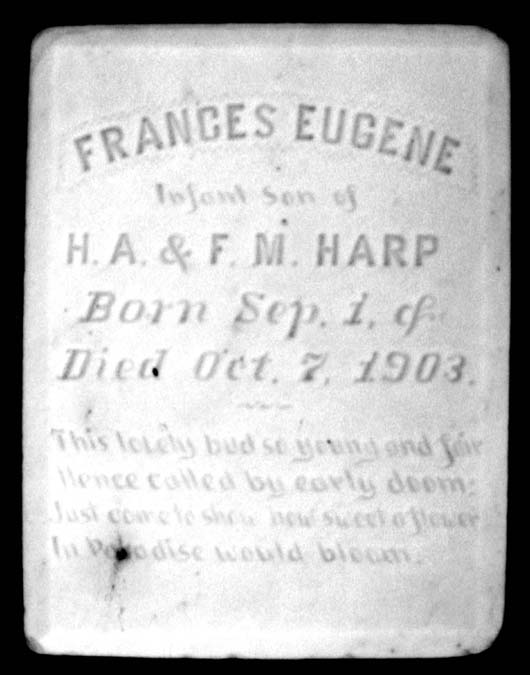 FRANCES EUGENE
Infant Son of
H. A. & F. M. HARP
Born Sep. 1, &
Died Oct. 7, 1903.
This lovely bud so young and fair
Hence called by early doom;
Just came to show how sweet a flower
In Paradise would bloom.